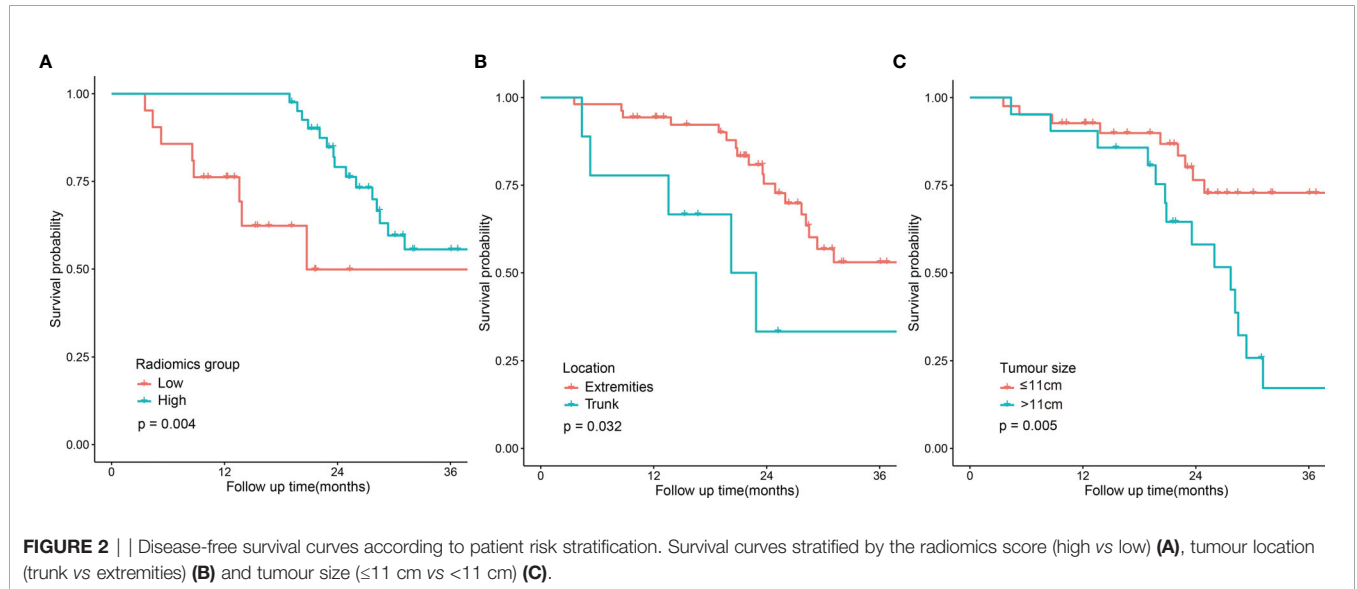 A
1.00
0.75
0.50
0.25
0.00
Survival probability
Radiomics group
Low
High
p = 0.004
0 12 24 36
Follow up time(months)
B
1.00
0.75
0.50
0.25
0.00
Survival probability
Location
Extremities
Trunk
p = 0.032
0 12 24 36
Follow up time(months)
C
1.00
0.75
0.50
0.25
0.00
Survival probability
Tumour size
≤11cm
>11cm
p = 0.005
0 12 24 36
Follow up time(months)
FIGURE 2 | | Disease-free survival curves according to patient risk stratification. Survival curves stratified by the radiomics score (high vs low) (A), tumour location
(trunk vs extremities) (B) and tumour size (≤11 cm vs <11 cm) (C).